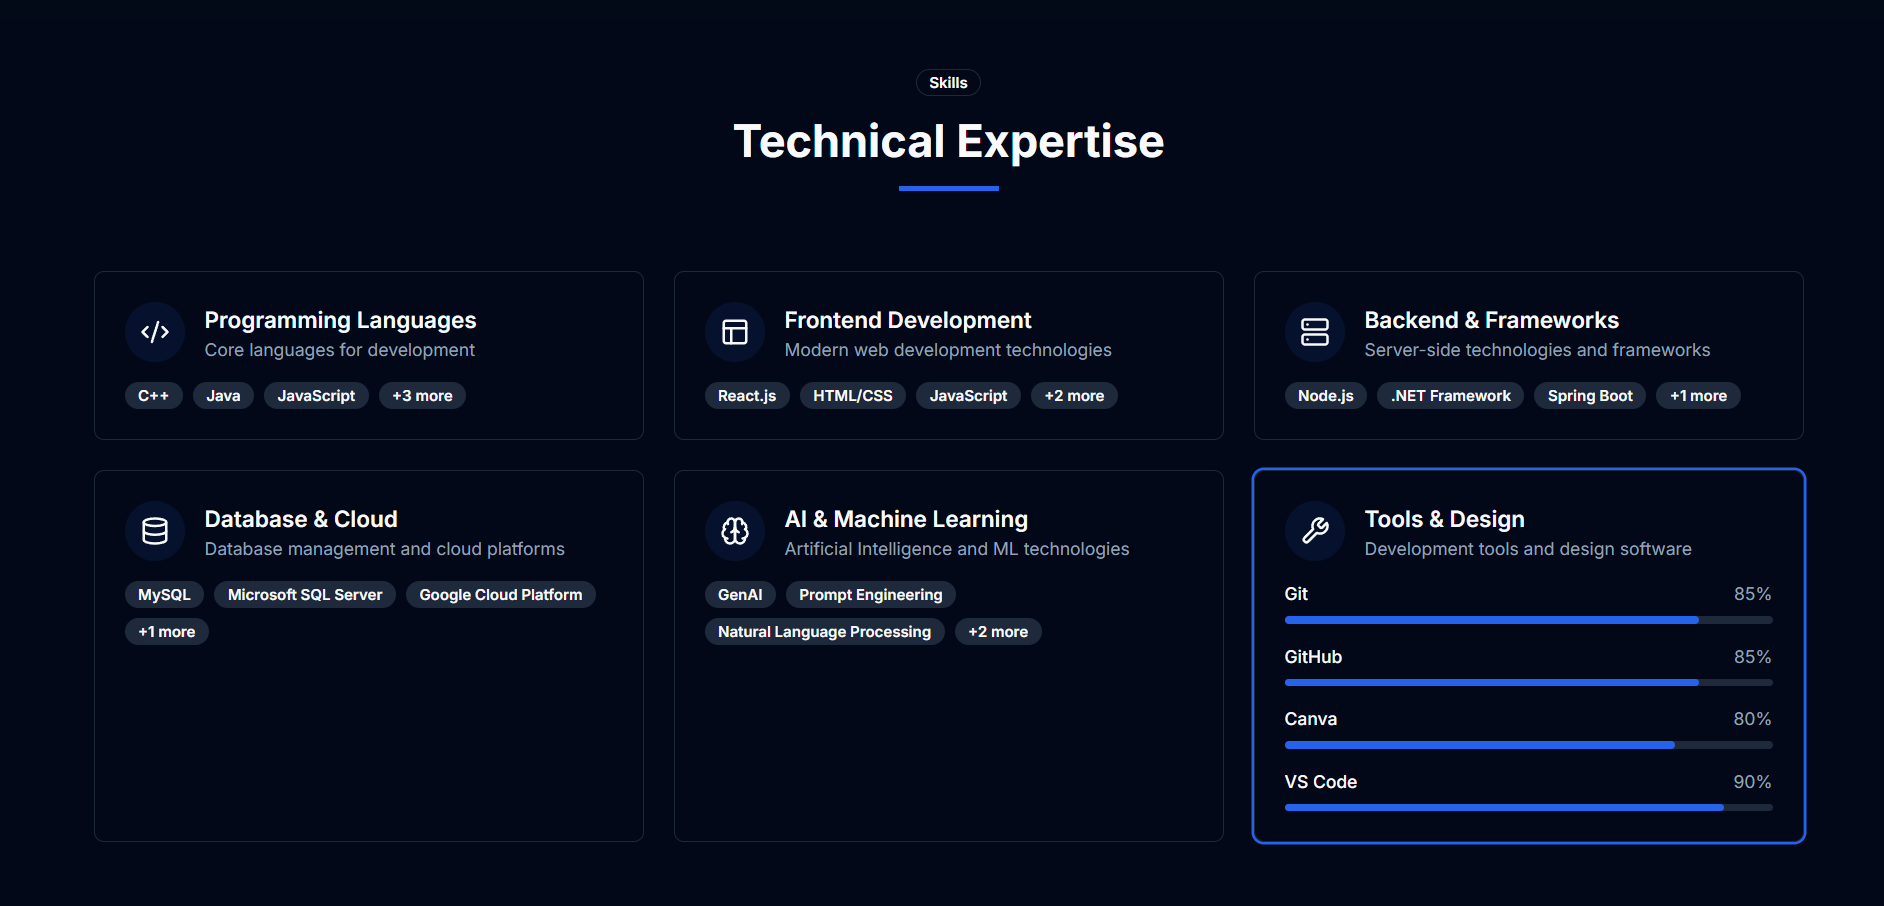 Skills
Technical Expertise
Programming Languages
Core languages for development
C++ Java JavaScript +3 more
Frontend Development
Modern web development technologies
React.js HTML/CSS JavaScript +2 more
Backend & Frameworks
Server-side technologies and frameworks
Node.js .NET Framework Spring Boot +1 more
Database & Cloud
Database management and cloud platforms
MySQL Microsoft SQL Server Google Cloud Platform
+1 more
AI & Machine Learning
Artificial Intelligence and ML technologies
GenAI Prompt Engineering
Natural Language Processing +2 more
Tools & Design
Development tools and design software
Git 85%
GitHub 85%
Canva 80%
VS Code 90%